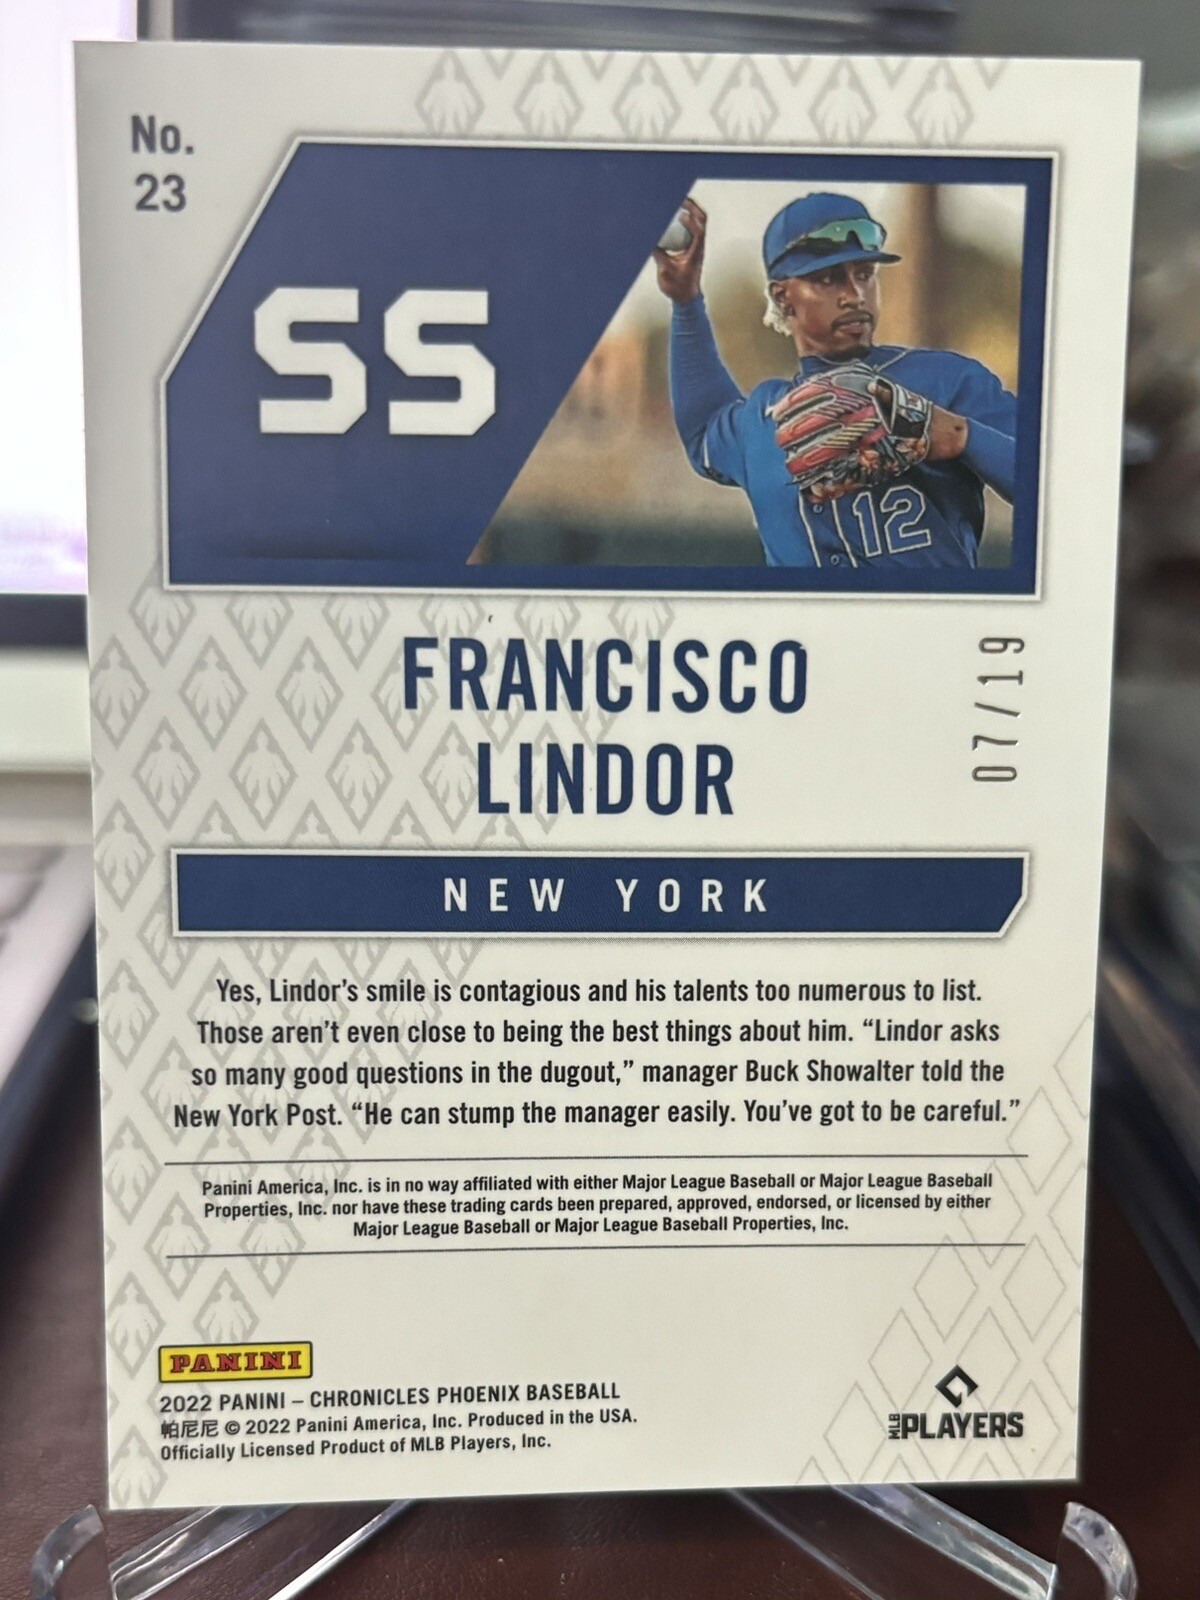 No.
23
SS
12
FRANCISCO
LINDOR
07/19
NEW YORK
Yes, Lindor’s smile is contagious and his talents too numerous to list.
Those aren’t even close to being the best things about him. “Lindor asks
so many good questions in the dugout,” manager Buck Showalter told the
New York Post. “He can stump the manager easily. You’ve got to be careful.”
Panini America, Inc. is in no way affiliated with either Major League Baseball or Major League Baseball
Properties, Inc. nor have these trading cards been prepared, approved, endorsed, or licensed by either
Major League Baseball or Major League Baseball Properties, Inc.
PANINI
2022 PANINI – CHRONICLES PHOENIX BASEBALL
帕尼尼 © 2022 Panini America, Inc. Produced in the USA.
Officially Licensed Product of MLB Players, Inc.
MLB PLAYERS